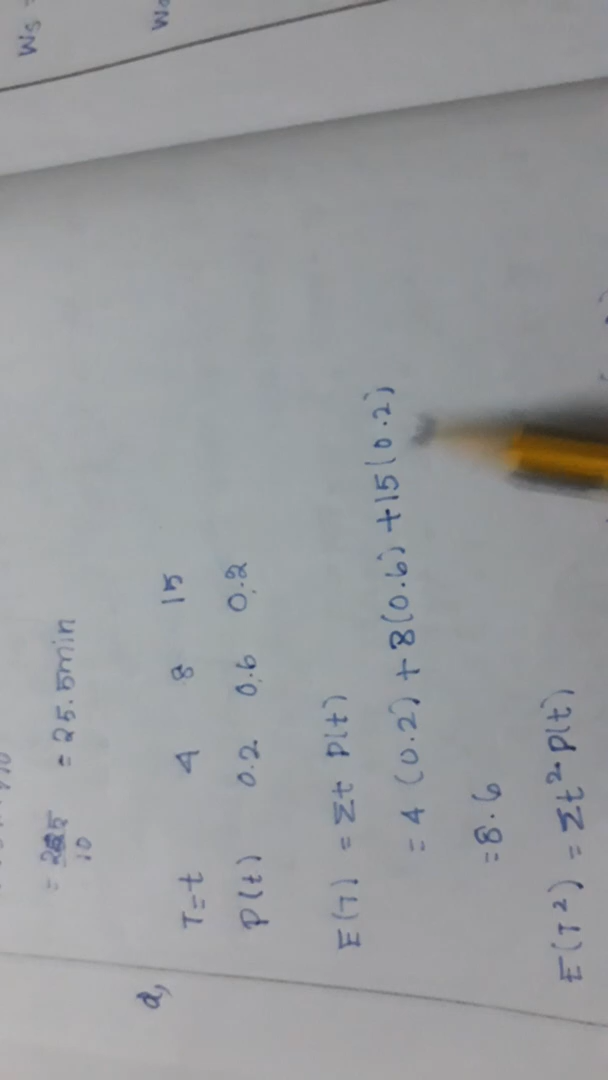 Ws =
= 255/10 = 25.5min
d,
T=t 4 8 15
P(t) 0.2 0.6 0.2
E(T) = Σt P(t)
= 4 (0.2) + 8(0.6) +15(0.2)
=8.6
E(T²) = Σt² P(t)